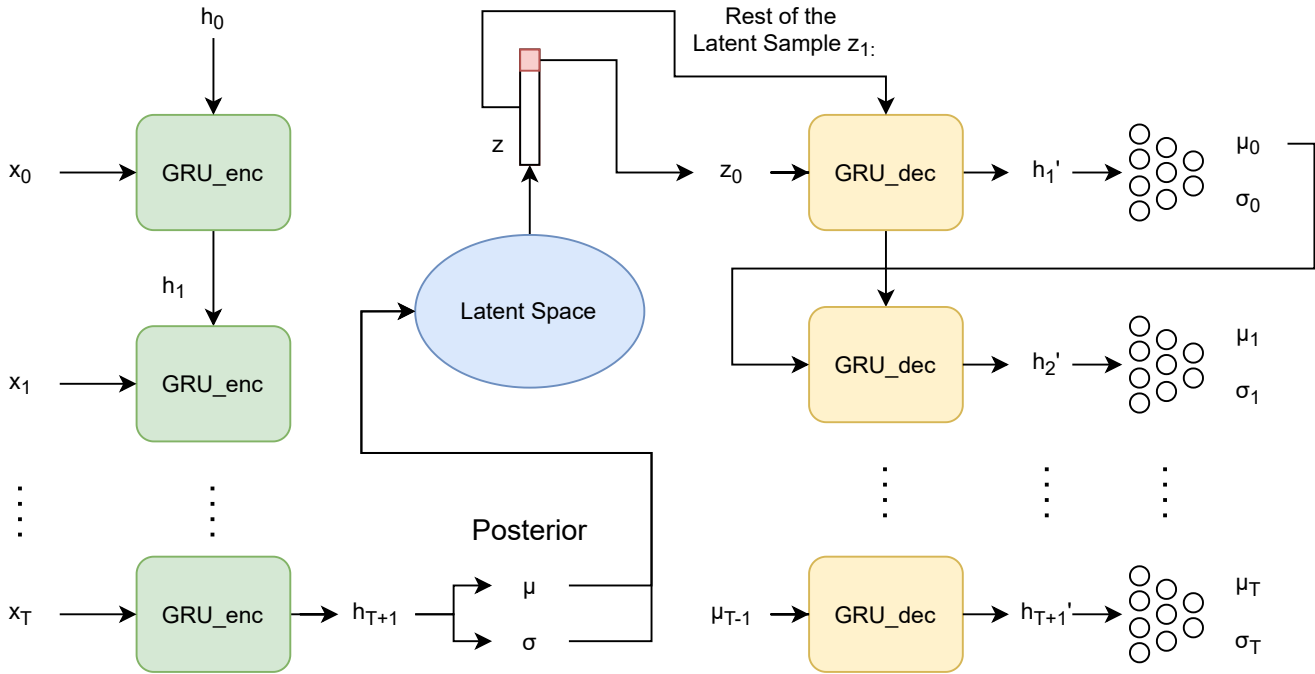 h0
x0
GRU_enc
h1
x1
GRU_enc
xT
GRU_enc
hT+1
Posterior
μ
σ
Latent Space
z
Rest of the
Latent Sample z1:
z0
GRU_dec
h1'
μ0
σ0
GRU_dec
h2'
μ1
σ1
μT-1
GRU_dec
hT+1'
μT
σT